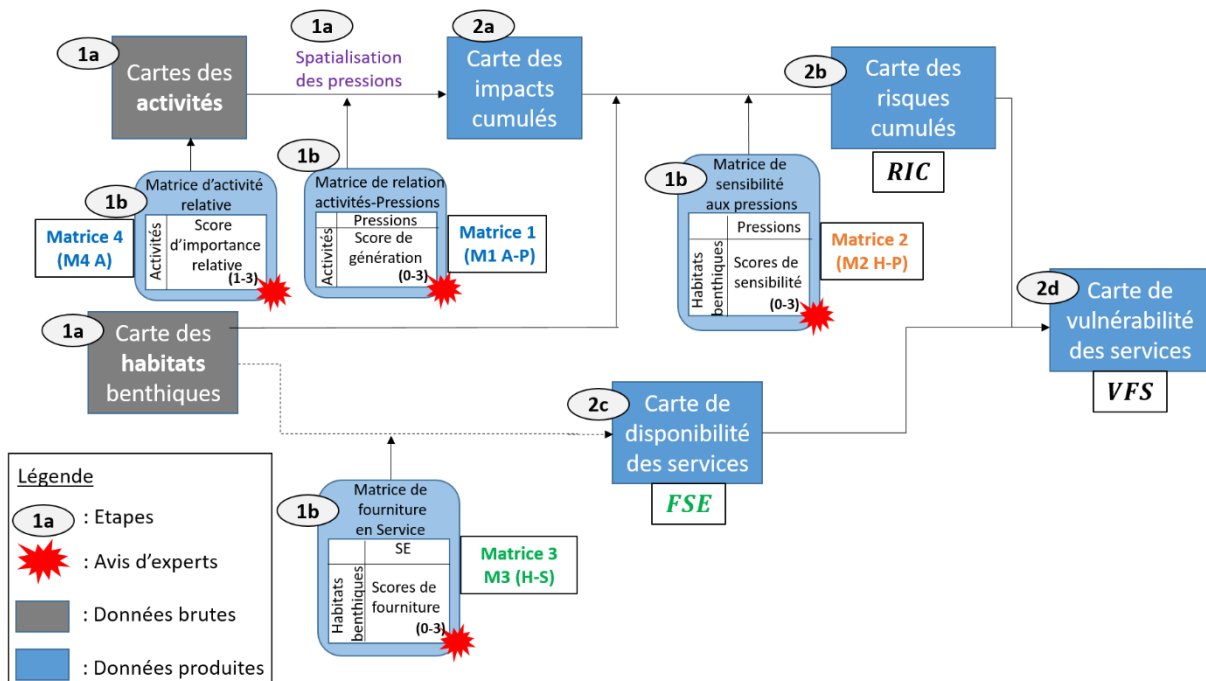 1a
Cartes des
activités
1a
Spatialisation
des pressions
2a
Carte des
impacts
cumulés
2b
Carte des
risques
cumulés
RIC
1b
Matrice d'activité
relative
Activités
Score
d'importance
relative
(1-3)
Matrice 4
(M4 A)
1b
Matrice de relation
activités-Pressions
Pressions
Activités
Score de
génération
(0-3)
Matrice 1
(M1 A-P)
1b
Matrice de
sensibilité
aux pressions
Pressions
Habitats
benthiques
Scores de
sensibilité
(0-3)
Matrice 2
(M2 H-P)
1a
Carte des
habitats
benthiques
2c
Carte de
disponibilité
des services
FSE
2d
Carte de
vulnérabilité
des services
VFS
1b
Matrice de
fourniture
en Service
SE
Habitats
benthiques
Scores de
fourniture
(0-3)
Matrice 3
M3 (H-S)
Légende
1a : Etapes
: Avis d'experts
: Données brutes
: Données produites